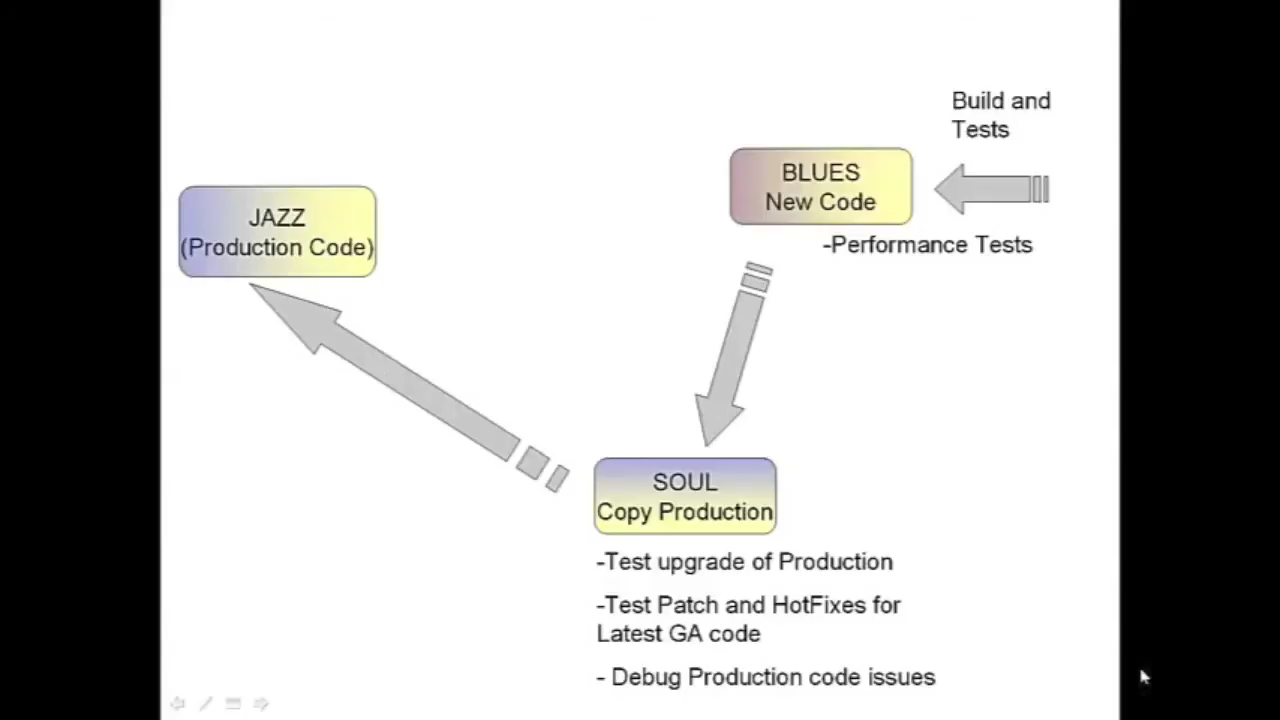 Build and
Tests
BLUES
New Code
-Performance Tests
JAZZ
(Production Code)
SOUL
Copy Production
-Test upgrade of Production
-Test Patch and HotFixes for
Latest GA code
- Debug Production code issues